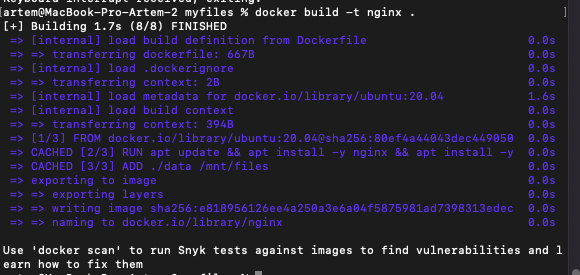 Keyboard interrupt received, exiting.
[artem@MacBook-Pro-Artem-2 myfiles % docker build -t nginx . ]
[+] Building 1.7s (8/8) FINISHED
=> [internal] load build definition from Dockerfile 0.0s
=> => transferring dockerfile: 667B 0.0s
=> [internal] load .dockerignore 0.0s
=> => transferring context: 2B 0.0s
=> [internal] load metadata for docker.io/library/ubuntu:20.04 1.6s
=> [internal] load build context 0.0s
=> => transferring context: 394B 0.0s
=> [1/3] FROM docker.io/library/ubuntu:20.04@sha256:80ef4a44043dec449050 0.0s
=> CACHED [2/3] RUN apt update && apt install -y nginx && apt install -y 0.0s
=> CACHED [3/3] ADD ./data /mnt/files 0.0s
=> exporting to image 0.0s
=> => exporting layers 0.0s
=> => writing image sha256:e818956126ee4a250a3e6a04f5875981ad7398313edec 0.0s
=> => naming to docker.io/library/nginx 0.0s
Use 'docker scan' to run Snyk tests against images to find vulnerabilities and l
earn how to fix them